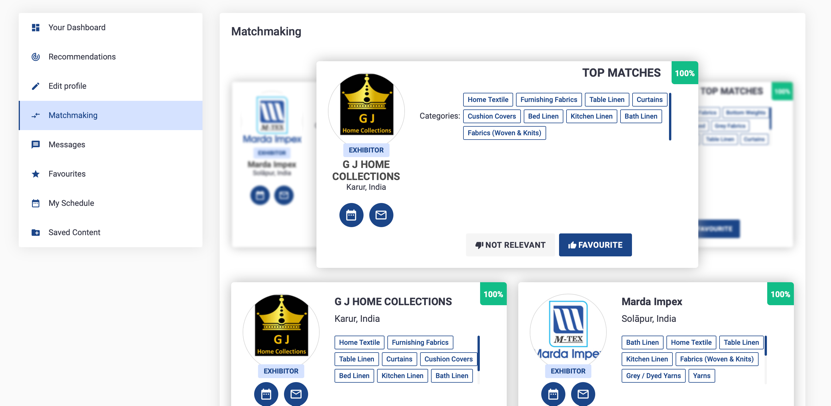 Your Dashboard
Recommendations
Edit profile
Matchmaking
Messages
Favourites
My Schedule
Saved Content
Matchmaking
M-TEX
Marda Impex
EXHIBITOR
Marda Impex
Solāpur, India
G J
Home Collections
EXHIBITOR
G J HOME
COLLECTIONS
Karur, India
TOP MATCHES
100%
Categories:
Home Textile Furnishing Fabrics Table Linen Curtains
Cushion Covers Bed Linen Kitchen Linen Bath Linen
Fabrics (Woven & Knits)
NOT RELEVANT
FAVOURITE
TOP MATCHES
100%
Bottom Weights
Grey Fabrics
Table Linen Curtains
FAVOURITE
G J
Home Collections
EXHIBITOR
G J HOME COLLECTIONS
100%
Karur, India
Home Textile Furnishing Fabrics
Table Linen Curtains Cushion Covers
Bed Linen Kitchen Linen Bath Linen
M-TEX
Marda Impe
EXHIBITOR
Marda Impex
100%
Solāpur, India
Bath Linen Home Textile Table Linen
Kitchen Linen Fabrics (Woven & Knits)
Grey / Dyed Yarns Yarns